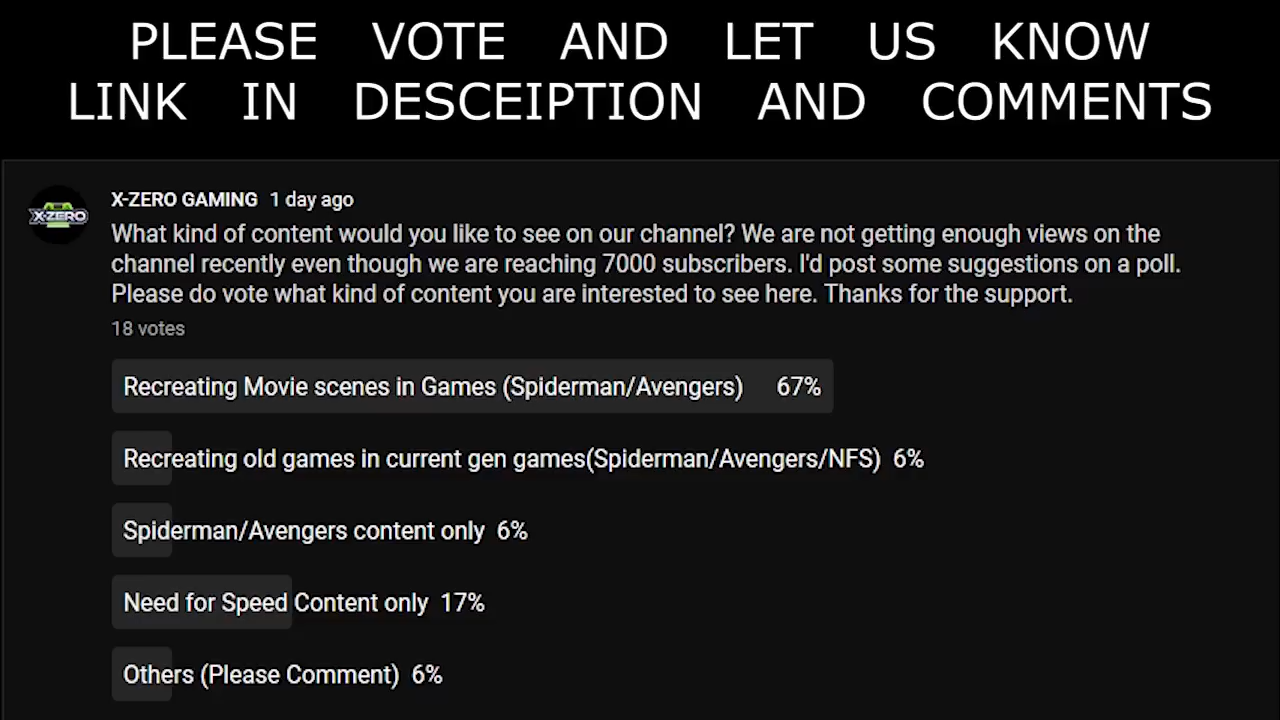 PLEASE VOTE AND LET US KNOW
LINK IN DESCEIPTION AND COMMENTS
X-ZERO
X-ZERO GAMING 1 day ago
What kind of content would you like to see on our channel? We are not getting enough views on the
channel recently even though we are reaching 7000 subscribers. I'd post some suggestions on a poll.
Please do vote what kind of content you are interested to see here. Thanks for the support.
18 votes
Recreating Movie scenes in Games (Spiderman/Avengers) 67%
Recreating old games in current gen games(Spiderman/Avengers/NFS) 6%
Spiderman/Avengers content only 6%
Need for Speed Content only 17%
Others (Please Comment) 6%